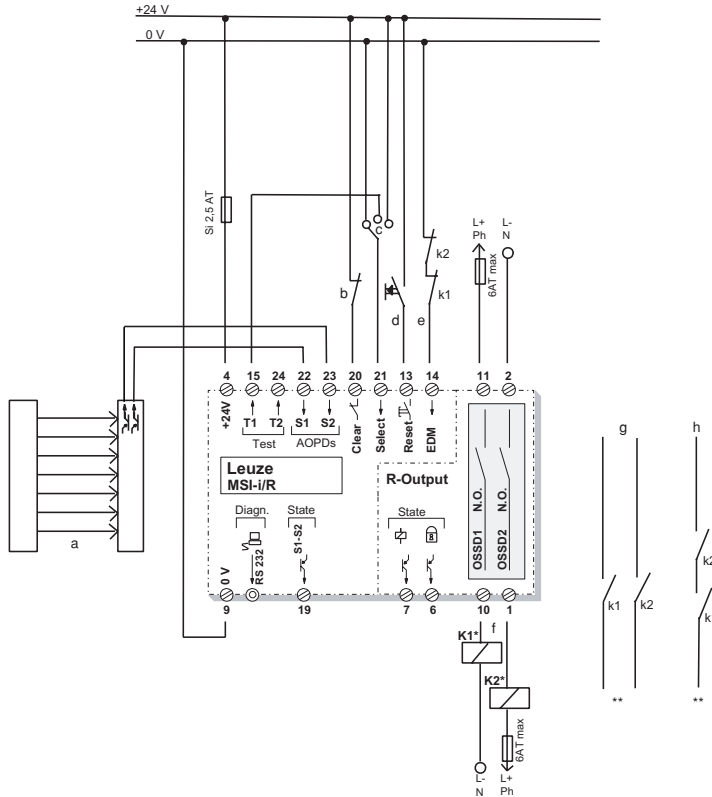 +24 V
0 V
Si 2,5 AT
L+
Ph
L-
N
6AT max
c
k2
b
k1
d
e
4 15 24 22 23 20 21 13 14 11 2
+24V
T1 T2 S1 S2
Test AOPDs
Clear
Select
Reset
EDM
g
h
Leuze
MSI-i/R
R-Output
Diagn. State
State
RS 232
S1-S2
8
OSSD1 N.O.
OSSD2 N.O.
a
0 V
9 19 7 6 10 1
k2
k1
k2
K1*
f
K2*
**
**
6AT max
L-
N
L+
Ph